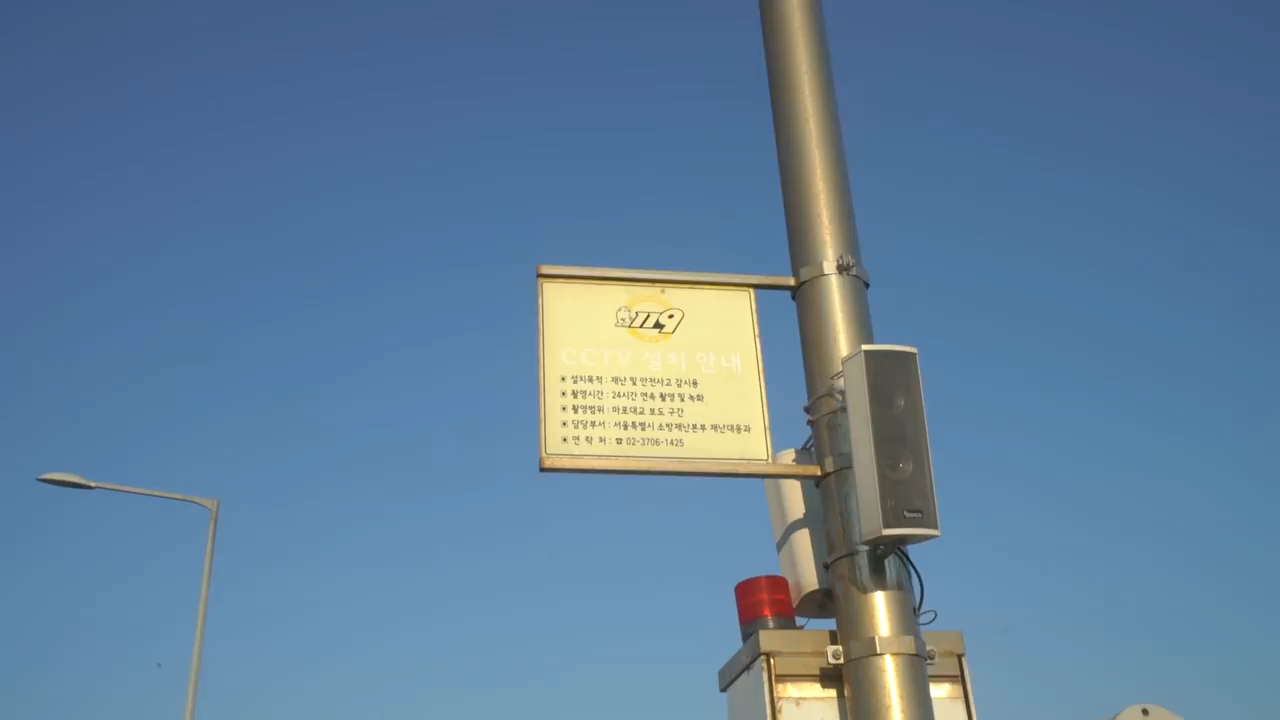 119
CCTV 설치 안내
▣ 설치목적 : 재난 및 안전사고 감시용
▣ 촬영시간 : 24시간 연속 촬영 및 녹화
▣ 촬영범위 : 마포대교 보도 구간
▣ 담당부서 : 서울특별시 소방재난본부 재난대응과
▣ 연 락 처 : ☎ 02-3706-1425